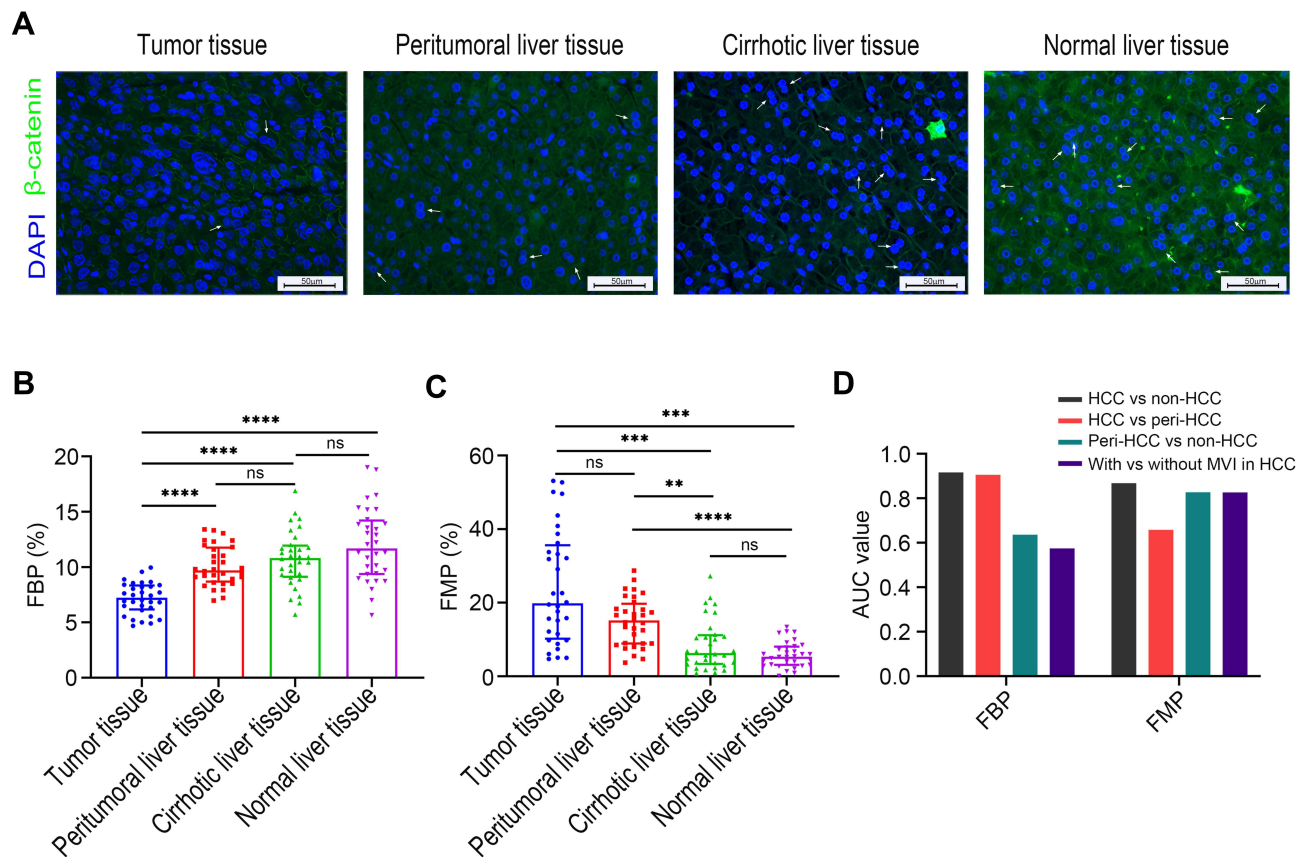 A
Tumor tissue
Peritumoral liver tissue
Cirrhotic liver tissue
Normal liver tissue
DAPI β-catenin
50μm
50μm
50μm
50μm
B
FBP (%)
20
15
10
5
0
****
****
ns
ns
****
Tumor tissue
Peritumoral liver tissue
Cirrhotic liver tissue
Normal liver tissue
C
FMP (%)
60
40
20
0
***
***
ns
**
****
ns
Tumor tissue
Peritumoral liver tissue
Cirrhotic liver tissue
Normal liver tissue
D
HCC vs non-HCC
HCC vs peri-HCC
Peri-HCC vs non-HCC
With vs without MVI in HCC
AUC value
1.0
0.8
0.6
0.4
0.2
0.0
FBP
FMP